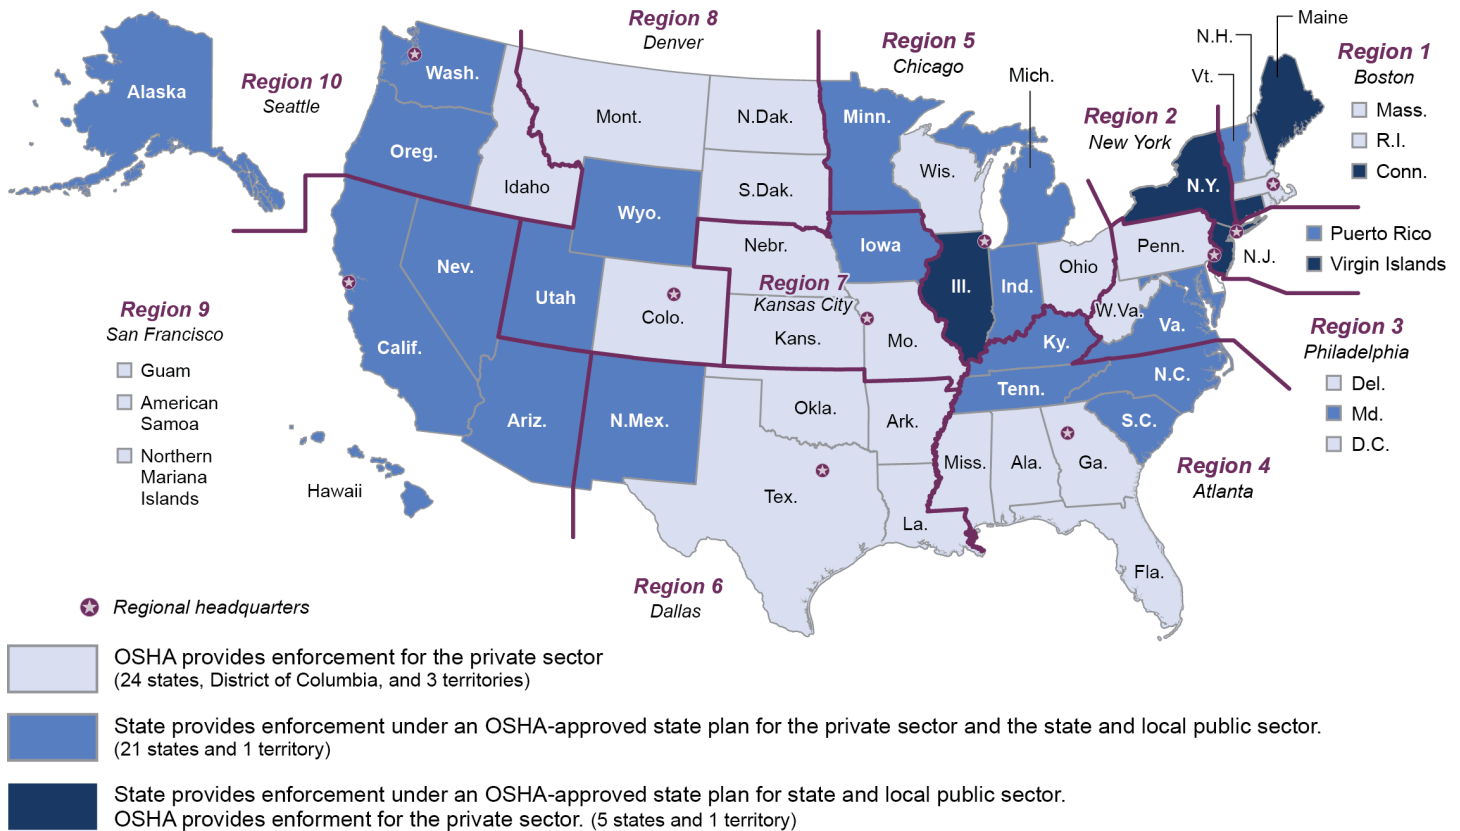 Region 8
Denver
Region 5
Chicago
Maine
N.H.
Region 1
Boston
Mass.
R.I.
Conn.
Vt.
Mich.
Region 2
New York
Region 10
Seattle
Alaska
Wash.
Mont.
N.Dak.
Minn.
Oreg.
Idaho
S.Dak.
Wis.
N.Y.
Wyo.
Nebr.
Iowa
Penn.
N.J.
Puerto Rico
Virgin Islands
Nev.
Utah
Colo.
Region 7
Kansas City
Ill.
Ind.
Ohio
W.Va.
Va.
Region 9
San Francisco
Guam
American
Samoa
Northern
Mariana
Islands
Calif.
Kans.
Mo.
Ky.
Region 3
Philadelphia
Del.
Md.
D.C.
N.C.
Tenn.
Ariz.
N.Mex.
Okla.
Ark.
S.C.
Hawaii
Tex.
La.
Miss.
Ala.
Ga.
Region 4
Atlanta
Fla.
Region 6
Dallas
Regional headquarters
OSHA provides enforcement for the private sector
(24 states, District of Columbia, and 3 territories)
State provides enforcement under an OSHA-approved state plan for the private sector and the state and local public sector.
(21 states and 1 territory)
State provides enforcement under an OSHA-approved state plan for state and local public sector.
OSHA provides enforment for the private sector. (5 states and 1 territory)